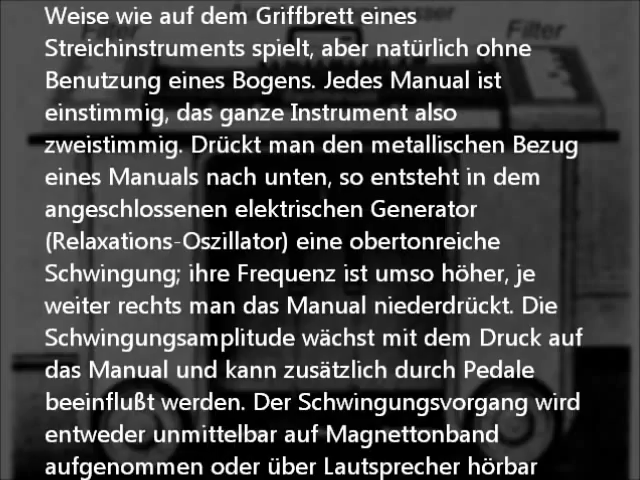 Weise wie auf dem Griffbrett eines
Streichinstruments spielt, aber natürlich ohne
Benutzung eines Bogens. Jedes Manual ist
einstimmig, das ganze Instrument also
zweistimmig. Drückt man den metallischen Bezug
eines Manuals nach unten, so entsteht in dem
angeschlossenen elektrischen Generator
(Relaxations-Oszillator) eine obertonreiche
Schwingung; ihre Frequenz ist umso höher, je
weiter rechts man das Manual niederdrückt. Die
Schwingungsamplitude wächst mit dem Druck auf
das Manual und kann zusätzlich durch Pedale
beeinflußt werden. Der Schwingungsvorgang wird
entweder unmittelbar auf Magnettonband
aufgenommen oder über Lautsprecher hörbar
Filter
Filter